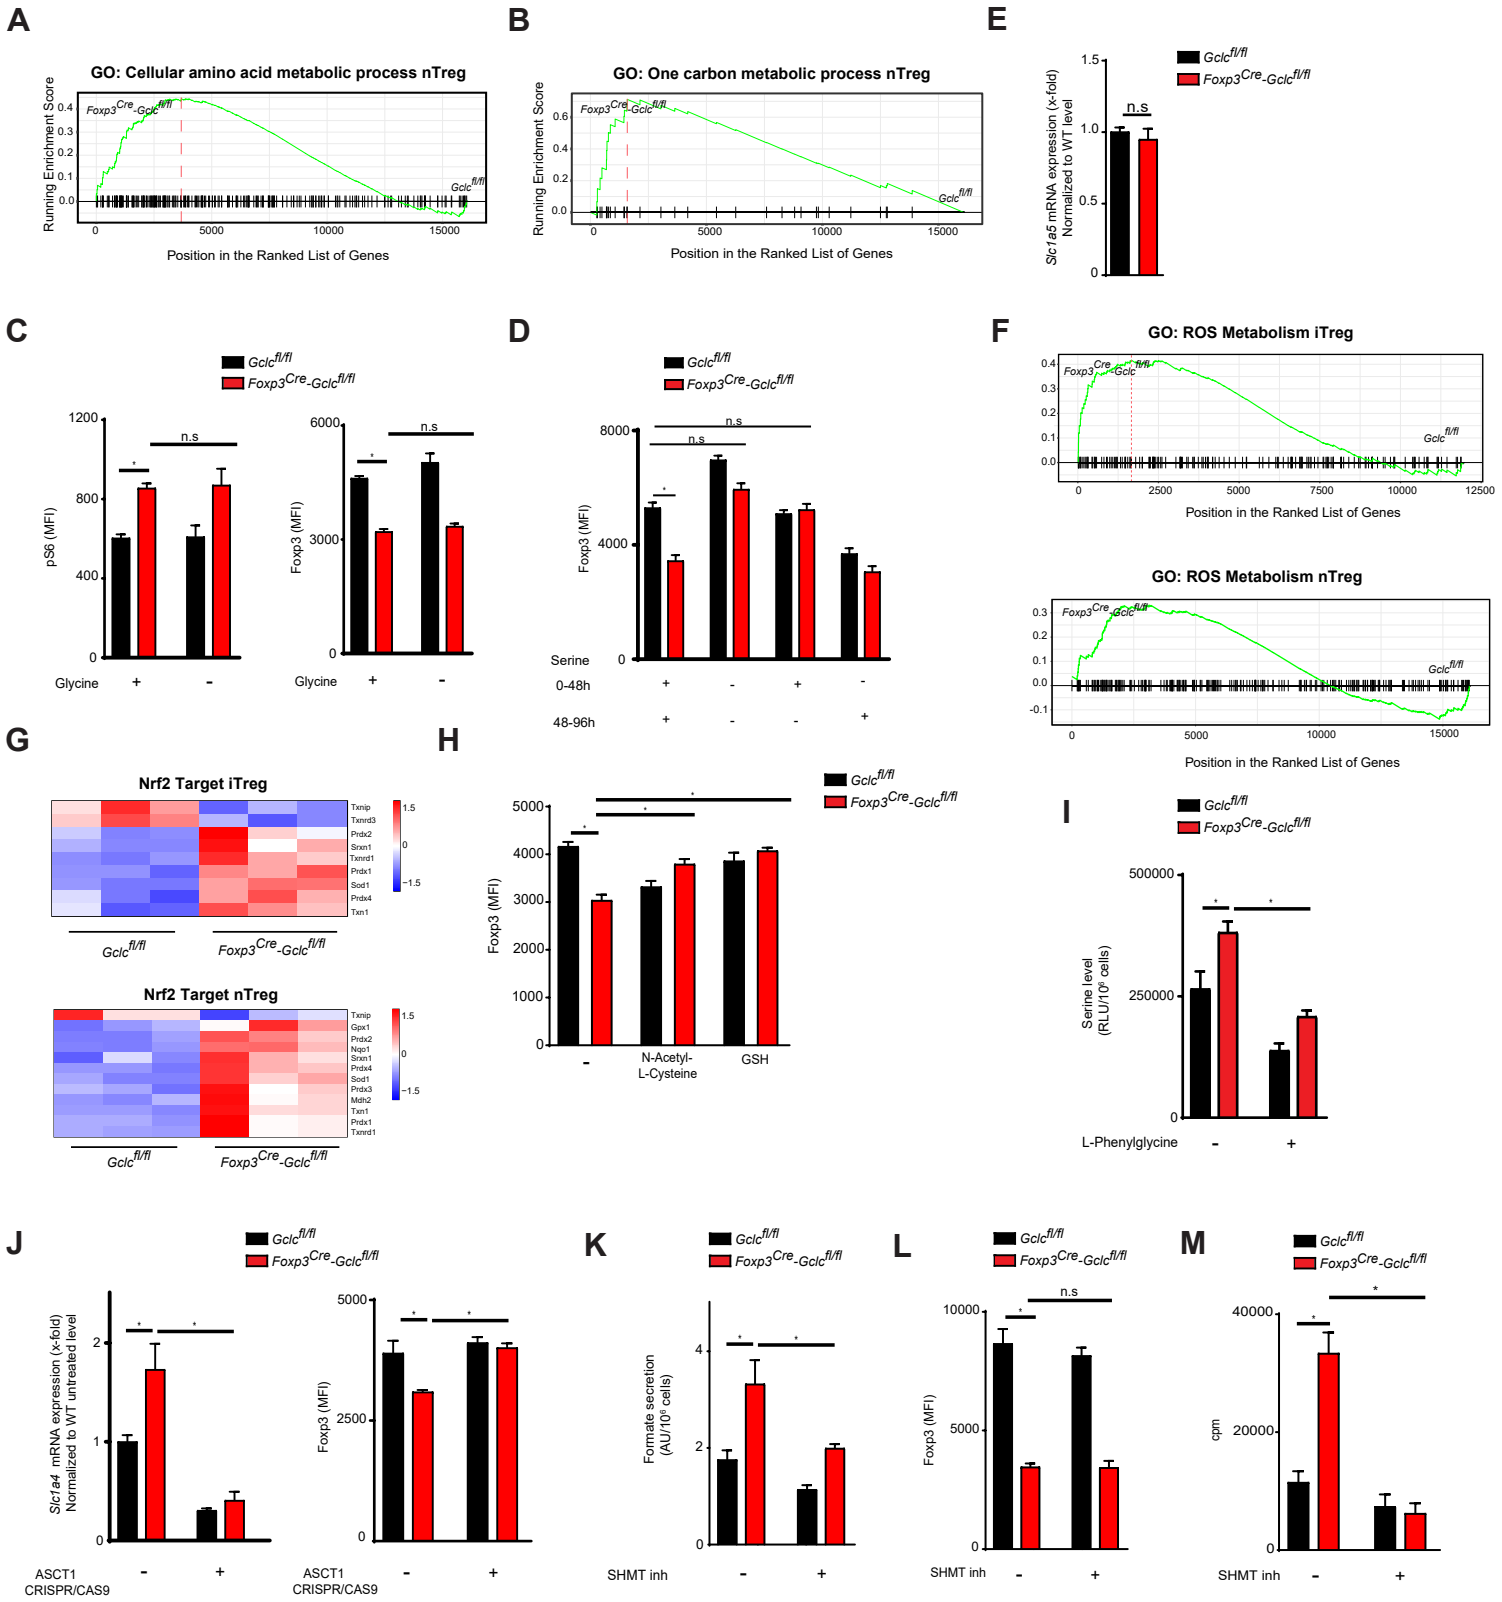 A
GO: Cellular amino acid metabolic process nTreg
Running Enrichment Score
0.4
0.3
0.2
0.1
0.0
Foxp3Cre-Gclcfl/fl
Gclcfl/fl
0 5000 10000 15000
Position in the Ranked List of Genes
B
GO: One carbon metabolic process nTreg
Running Enrichment Score
0.6
0.4
0.2
0.0
Foxp3Cre-Gclcfl/fl
Gclcfl/fl
0 5000 10000 15000
Position in the Ranked List of Genes
E
Gclcfl/fl
Foxp3Cre-Gclcfl/fl
Slc1a5 mRNA expression (x-fold)
Normalized to WT level
1.5
1.0
0.5
0
n.s
C
Gclcfl/fl
Foxp3Cre-Gclcfl/fl
pS6 (MFI)
1200
800
400
0
*
n.s
Glycine + -
Foxp3 (MFI)
6000
3000
0
*
n.s
Glycine + -
D
Gclcfl/fl
Foxp3Cre-Gclcfl/fl
Foxp3 (MFI)
8000
4000
0
n.s
n.s
*
Serine
0-48h + - + -
48-96h + - - +
F
GO: ROS Metabolism iTreg
0.4
0.3
0.2
0.1
0.0
Foxp3Cre-Gclcfl/fl
Gclcfl/fl
0 2500 5000 7500 10000 12500
Position in the Ranked List of Genes
GO: ROS Metabolism nTreg
0.3
0.2
0.1
0.0
-0.1
Foxp3Cre-Gclcfl/fl
Gclcfl/fl
0 5000 10000 15000
Position in the Ranked List of Genes
G
Nrf2 Target iTreg
Txnip
Txnrd3
Prdx2
Srxn1
Txnrd1
Prdx1
Sod1
Prdx4
Txn1
1.5
0
−1.5
Gclcfl/fl
Foxp3Cre-Gclcfl/fl
Nrf2 Target nTreg
Txnip
Gpx1
Prdx2
Nqo1
Srxn1
Prdx4
Sod1
Prdx3
Mdh2
Txn1
Prdx1
Txnrd1
1.5
0
−1.5
Gclcfl/fl
Foxp3Cre-Gclcfl/fl
H
Gclcfl/fl
Foxp3Cre-Gclcfl/fl
Foxp3 (MFI)
5000
4000
3000
2000
1000
0
*
*
*
- N-Acetyl- GSH
L-Cysteine
I
Gclcfl/fl
Foxp3Cre-Gclcfl/fl
Serine level
(RLU/10⁶ cells)
500000
250000
0
*
*
L-Phenylglycine - +
J
Gclcfl/fl
Foxp3Cre-Gclcfl/fl
Slc1a4 mRNA expression (x-fold)
Normalized to WT untreated level
2
1
0
*
*
ASCT1 - +
CRISPR/CAS9
Foxp3 (MFI)
5000
2500
0
*
*
ASCT1 - +
CRISPR/CAS9
K
Gclcfl/fl
Foxp3Cre-Gclcfl/fl
Formate secretion
(AU/10⁶ cells)
4
2
0
*
*
SHMT inh - +
L
Gclcfl/fl
Foxp3Cre-Gclcfl/fl
Foxp3 (MFI)
10000
5000
0
*
n.s
SHMT inh - +
M
Gclcfl/fl
Foxp3Cre-Gclcfl/fl
cpm
40000
20000
0
*
*
SHMT inh - +